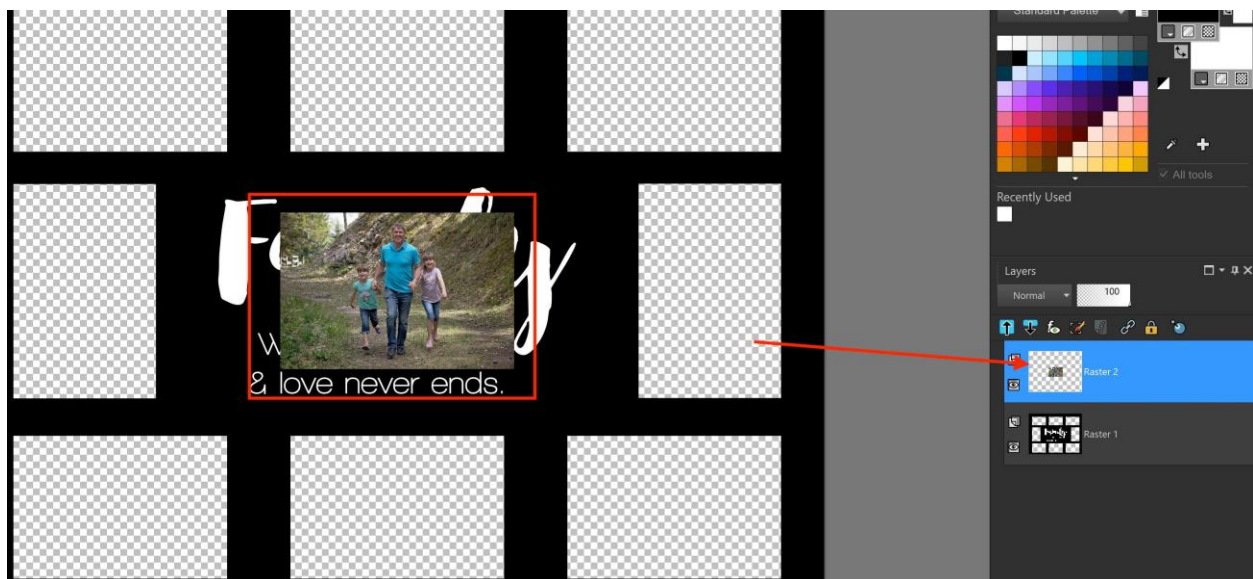 Standard Palette
All tools
Recently Used
& love never ends.
Layers
Normal
100
Raster 2
Raster 1